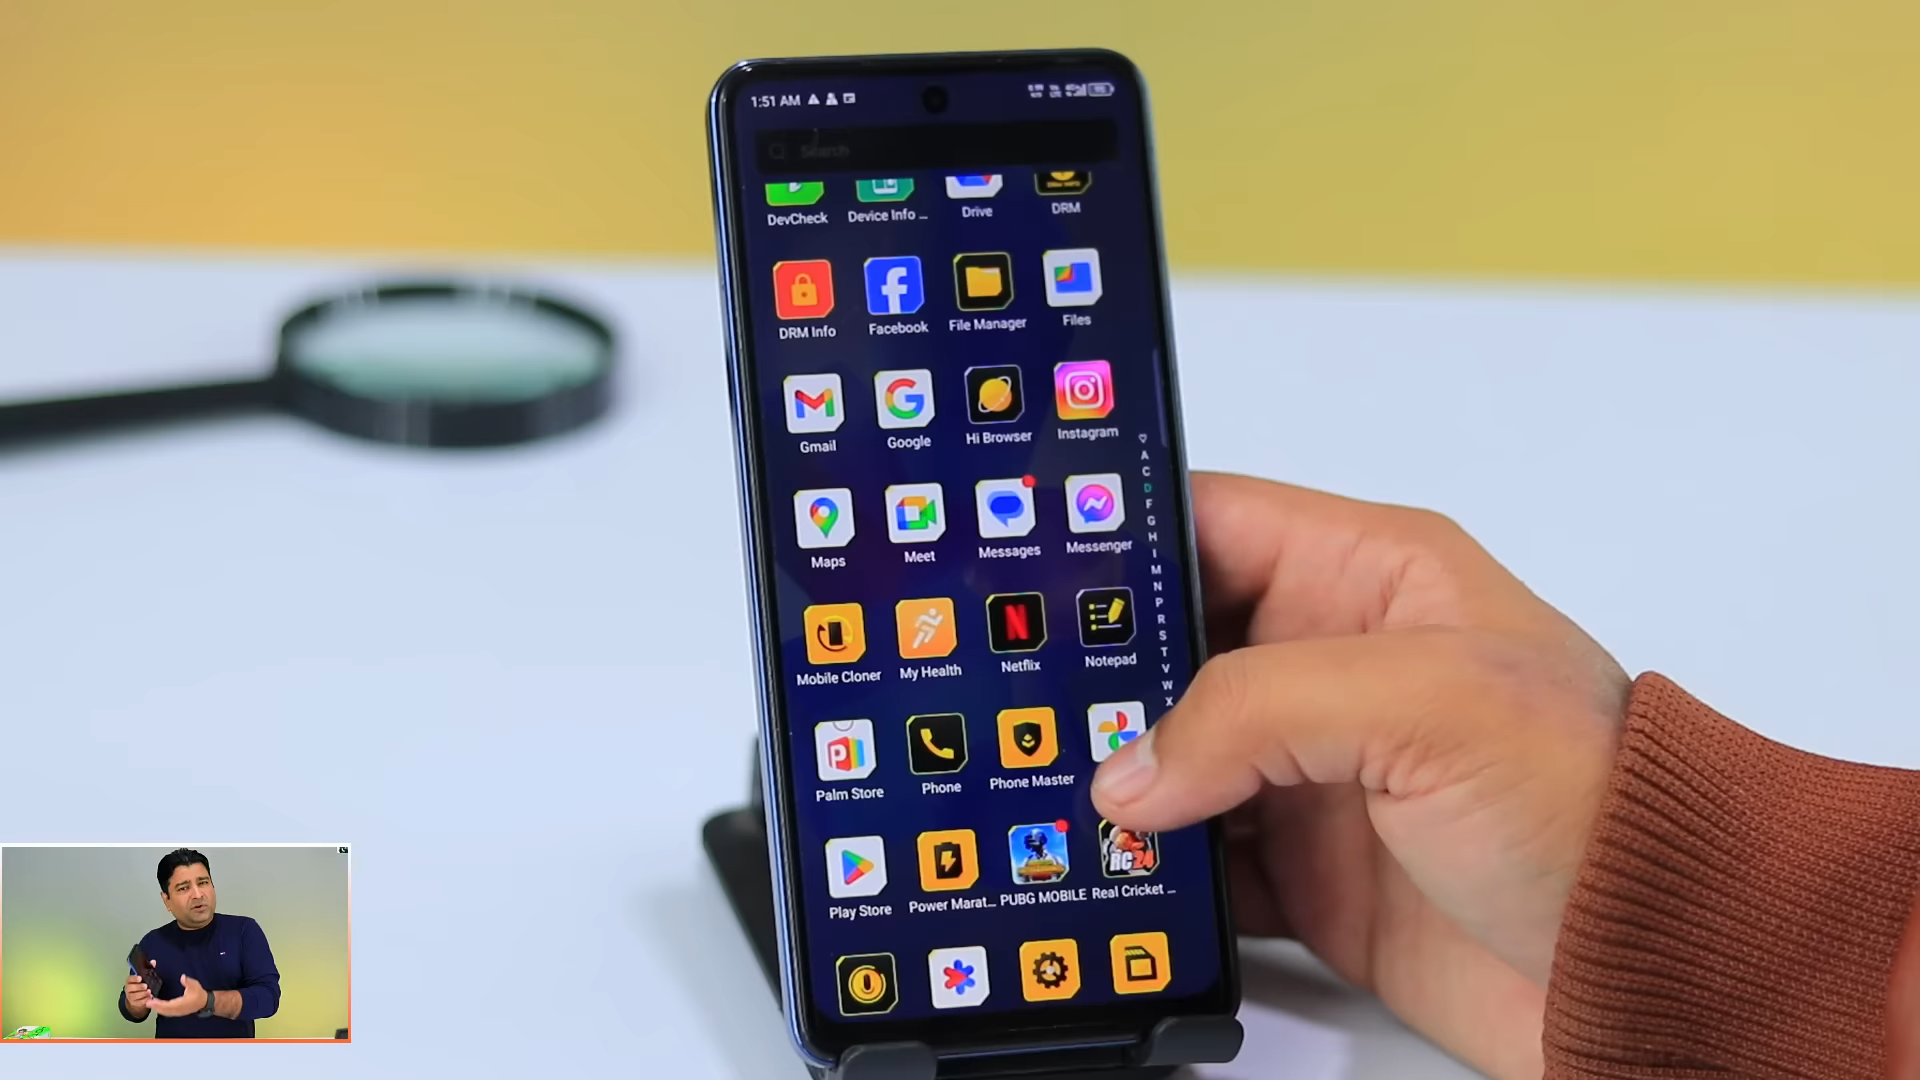 1:51 AM
Search
DevCheck Device Info ... Drive DRM
DRM Info Facebook File Manager Files
Gmail Google Hi Browser Instagram
Maps Meet Messages Messenger
Mobile Cloner My Health Netflix Notepad
Palm Store Phone Phone Master
RC24
Play Store Power Marat... PUBG MOBILE Real Cricket ...
A
C
D
F
G
H
I
M
N
P
R
S
T
V
W
X